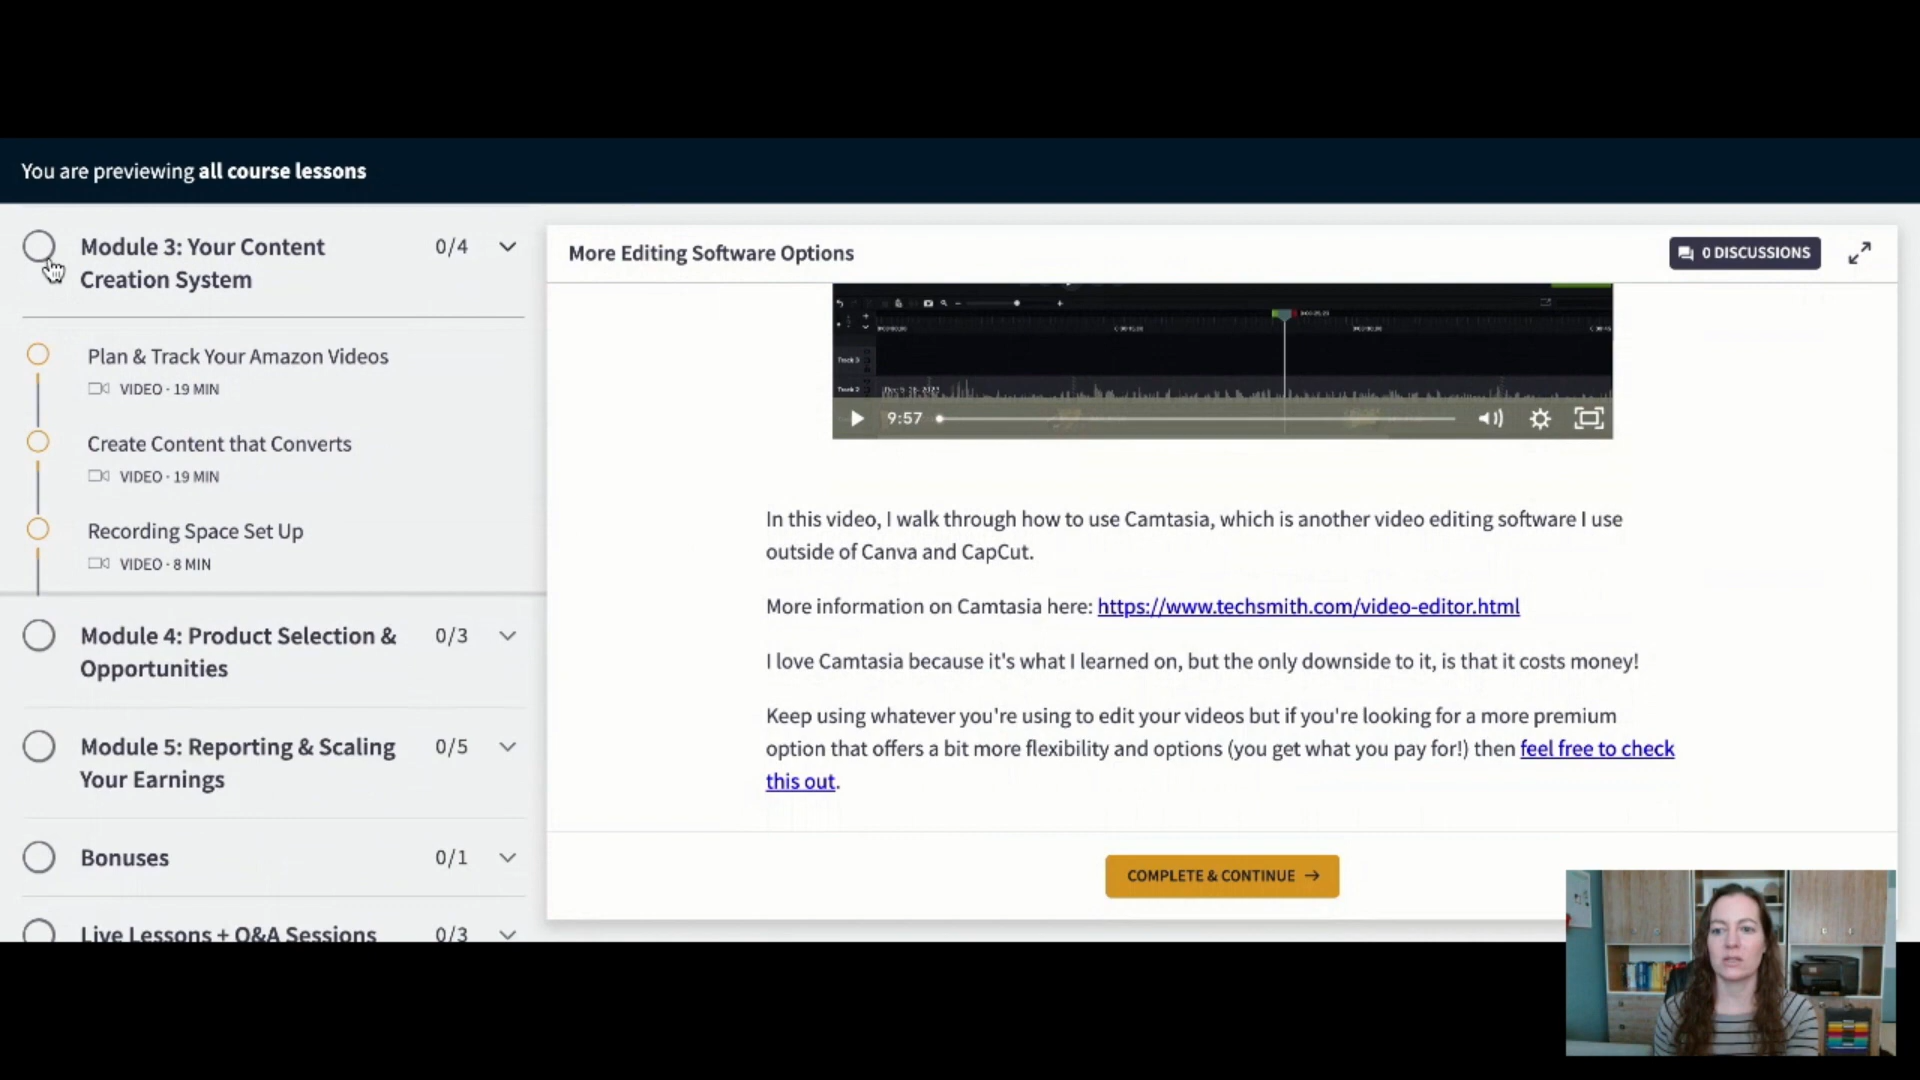 You are previewing all course lessons
Module 3: Your Content
Creation System
0/4
Plan & Track Your Amazon Videos
VIDEO · 19 MIN
Create Content that Converts
VIDEO · 19 MIN
Recording Space Set Up
VIDEO · 8 MIN
Module 4: Product Selection &
Opportunities
0/3
Module 5: Reporting & Scaling
Your Earnings
0/5
Bonuses
0/1
Live Lessons + Q&A Sessions
0/3
More Editing Software Options
0 DISCUSSIONS
Track 3
Track 2
9:57
In this video, I walk through how to use Camtasia, which is another video editing software I use
outside of Canva and CapCut.
More information on Camtasia here: https://www.techsmith.com/video-editor.html
I love Camtasia because it's what I learned on, but the only downside to it, is that it costs money!
Keep using whatever you're using to edit your videos but if you're looking for a more premium
option that offers a bit more flexibility and options (you get what you pay for!) then feel free to check
this out.
COMPLETE & CONTINUE →